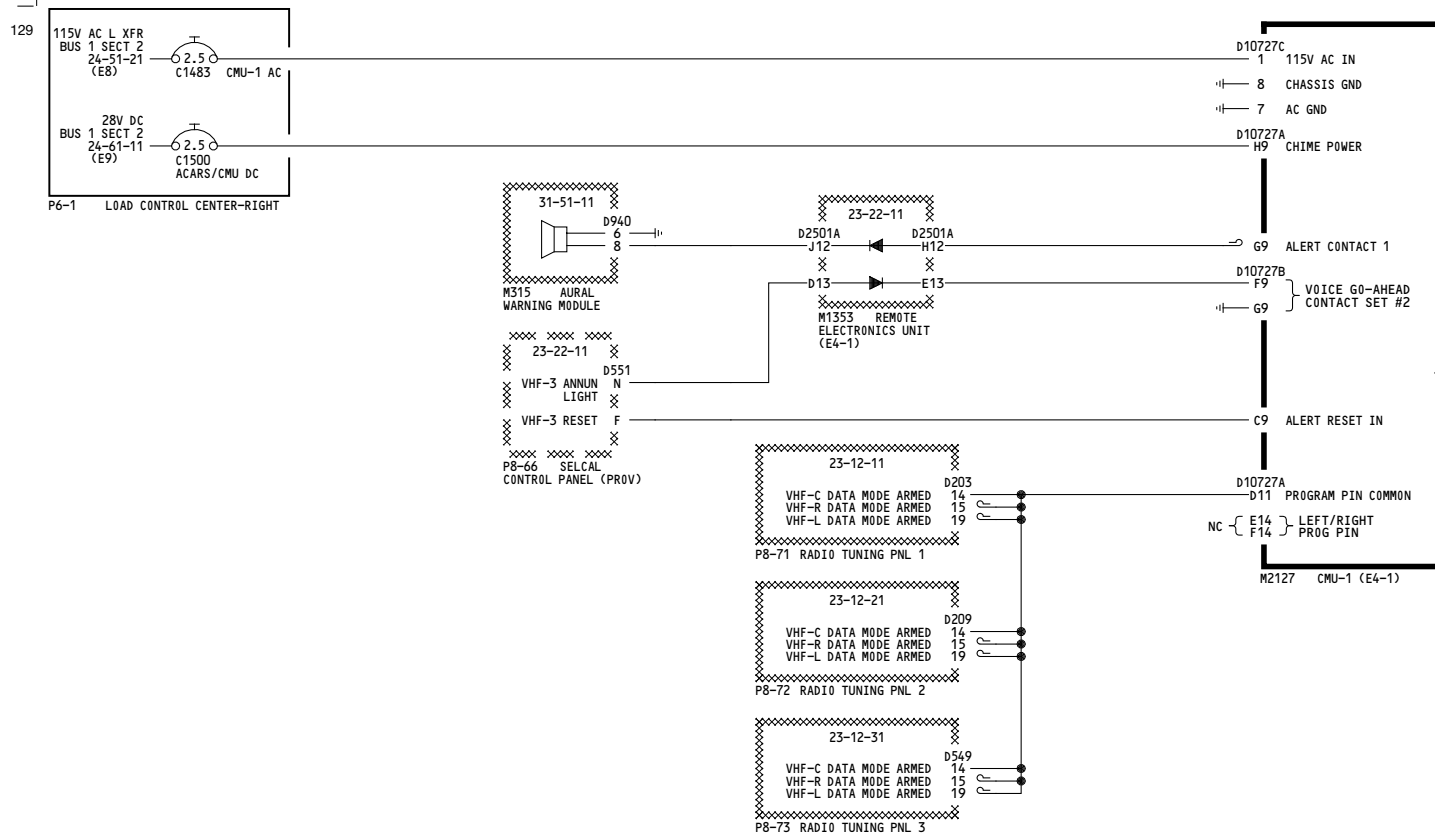 129
115V AC L XFR
BUS 1 SECT 2
24-51-21
(E8)
2.5
C1483 CMU-1 AC
28V DC
BUS 1 SECT 2
24-61-11
(E9)
2.5
C1500
ACARS/CMU DC
P6-1 LOAD CONTROL CENTER-RIGHT
D10727C
1 115V AC IN
8 CHASSIS GND
7 AC GND
D10727A
H9 CHIME POWER
31-51-11
D940
6
8
M315 AURAL
WARNING MODULE
23-22-11
D2501A D2501A
J12 H12
D13 E13
M1353 REMOTE
ELECTRONICS UNIT
(E4-1)
G9 ALERT CONTACT 1
D10727B
F9
G9
VOICE GO-AHEAD
CONTACT SET #2
23-22-11
D551
VHF-3 ANNUN N
LIGHT
VHF-3 RESET F
P8-66 SELCAL
CONTROL PANEL (PROV)
C9 ALERT RESET IN
23-12-11
D203
VHF-C DATA MODE ARMED 14
VHF-R DATA MODE ARMED 15
VHF-L DATA MODE ARMED 19
P8-71 RADIO TUNING PNL 1
D10727A
D11 PROGRAM PIN COMMON
NC E14 LEFT/RIGHT
F14 PROG PIN
M2127 CMU-1 (E4-1)
23-12-21
D209
VHF-C DATA MODE ARMED 14
VHF-R DATA MODE ARMED 15
VHF-L DATA MODE ARMED 19
P8-72 RADIO TUNING PNL 2
23-12-31
D549
VHF-C DATA MODE ARMED 14
VHF-R DATA MODE ARMED 15
VHF-L DATA MODE ARMED 19
P8-73 RADIO TUNING PNL 3